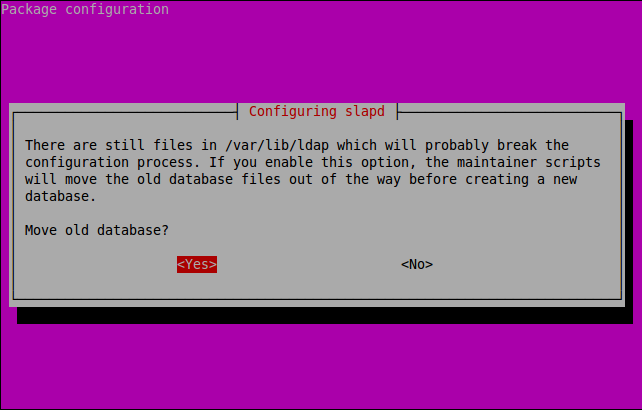 Package configuration
Configuring slapd
There are still files in /var/lib/ldap which will probably break the
configuration process. If you enable this option, the maintainer scripts
will move the old database files out of the way before creating a new
database.
Move old database?
<Yes> <No>